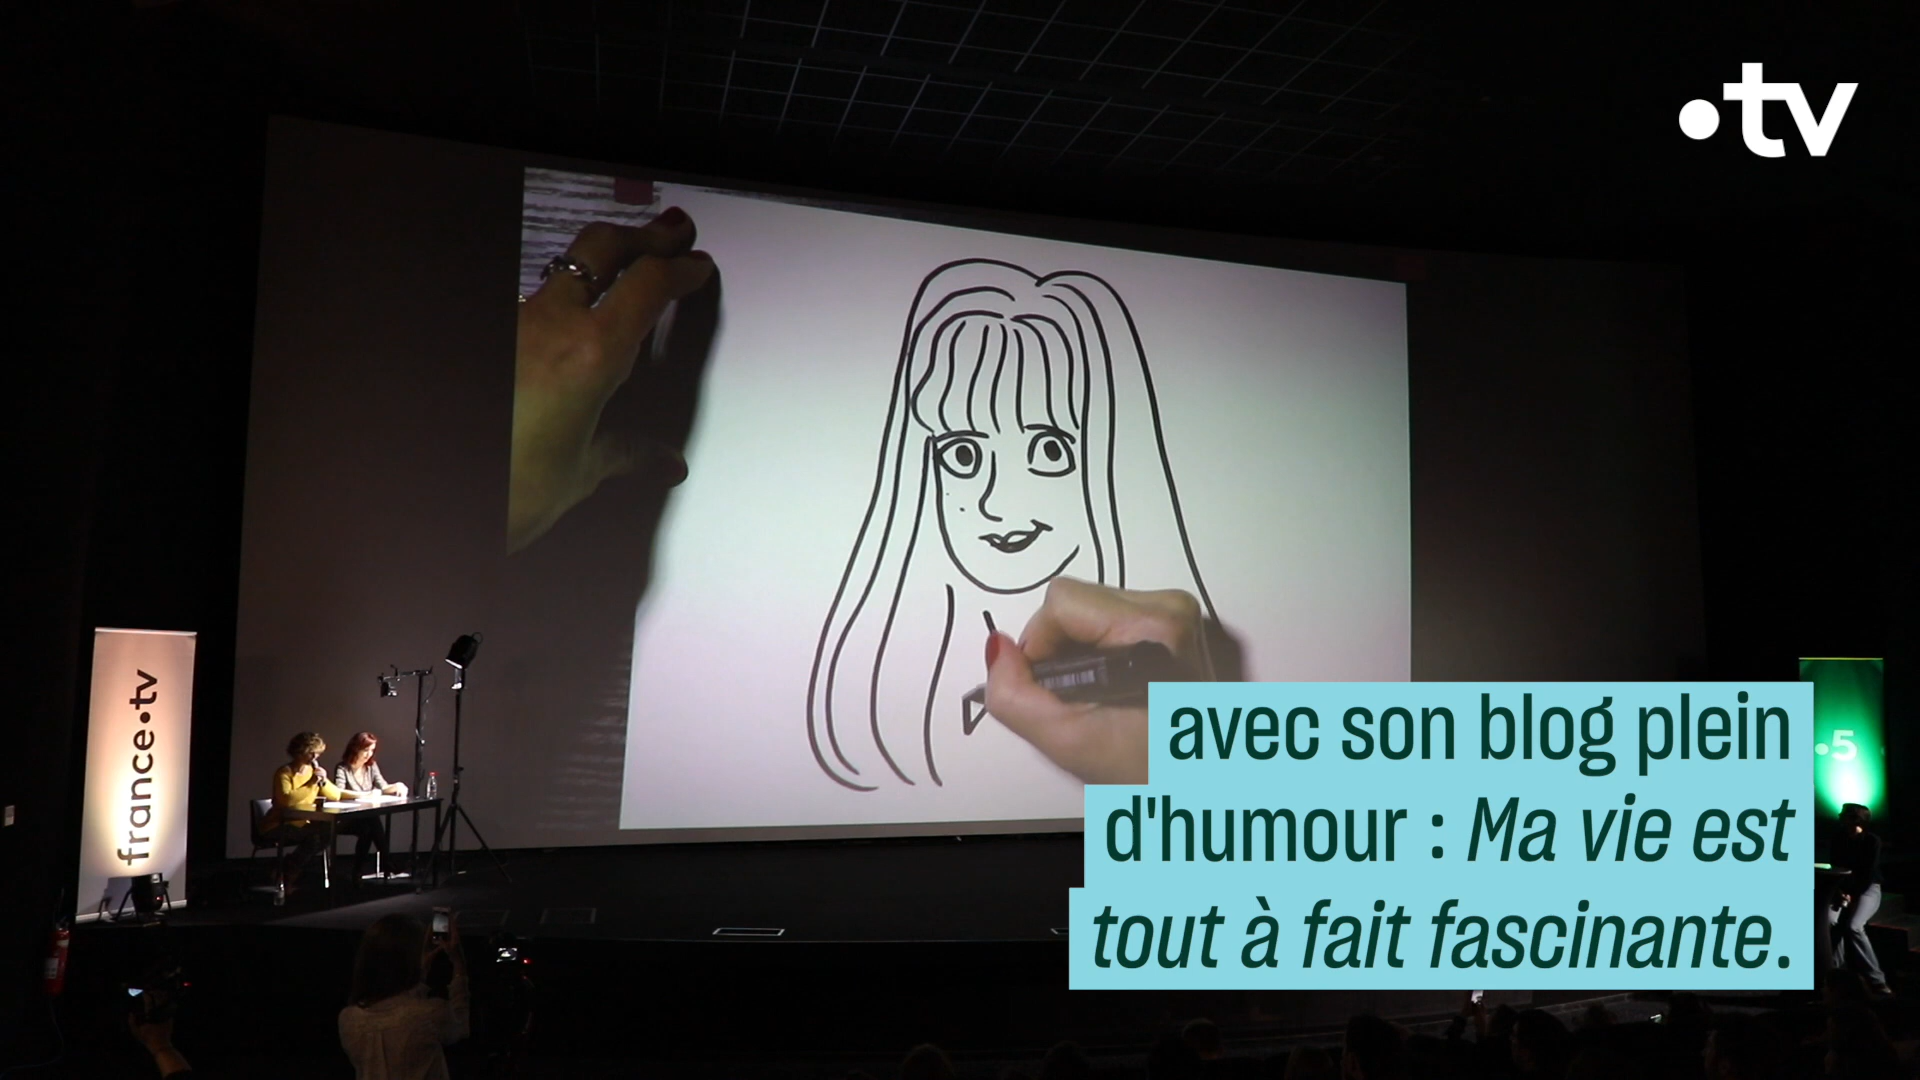 •tv
france•tv
•5
avec son blog plein
d'humour : Ma vie est
tout à fait fascinante.